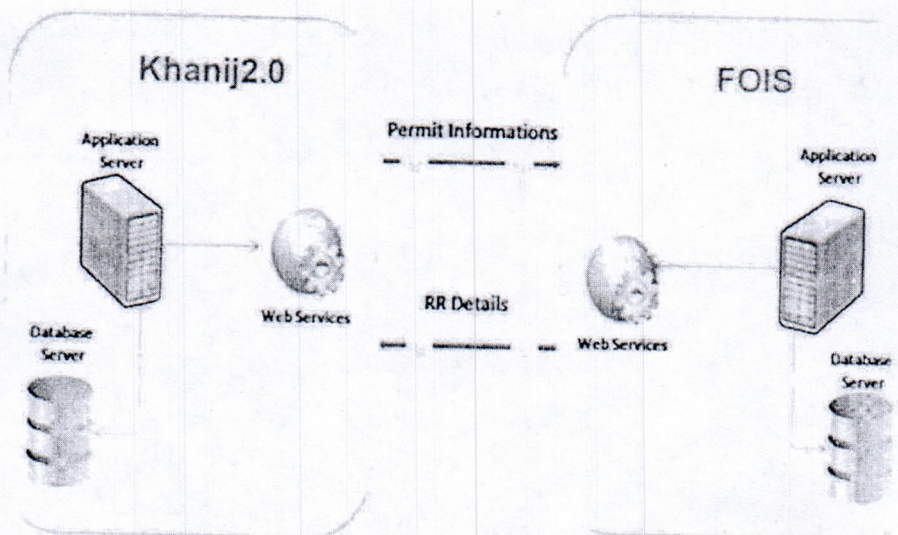 Khanij2.0
FOIS
Permit Informations
Application
Server
Application
Server
Web Services
RR Details
Web Services
Database
Server
Database
Server